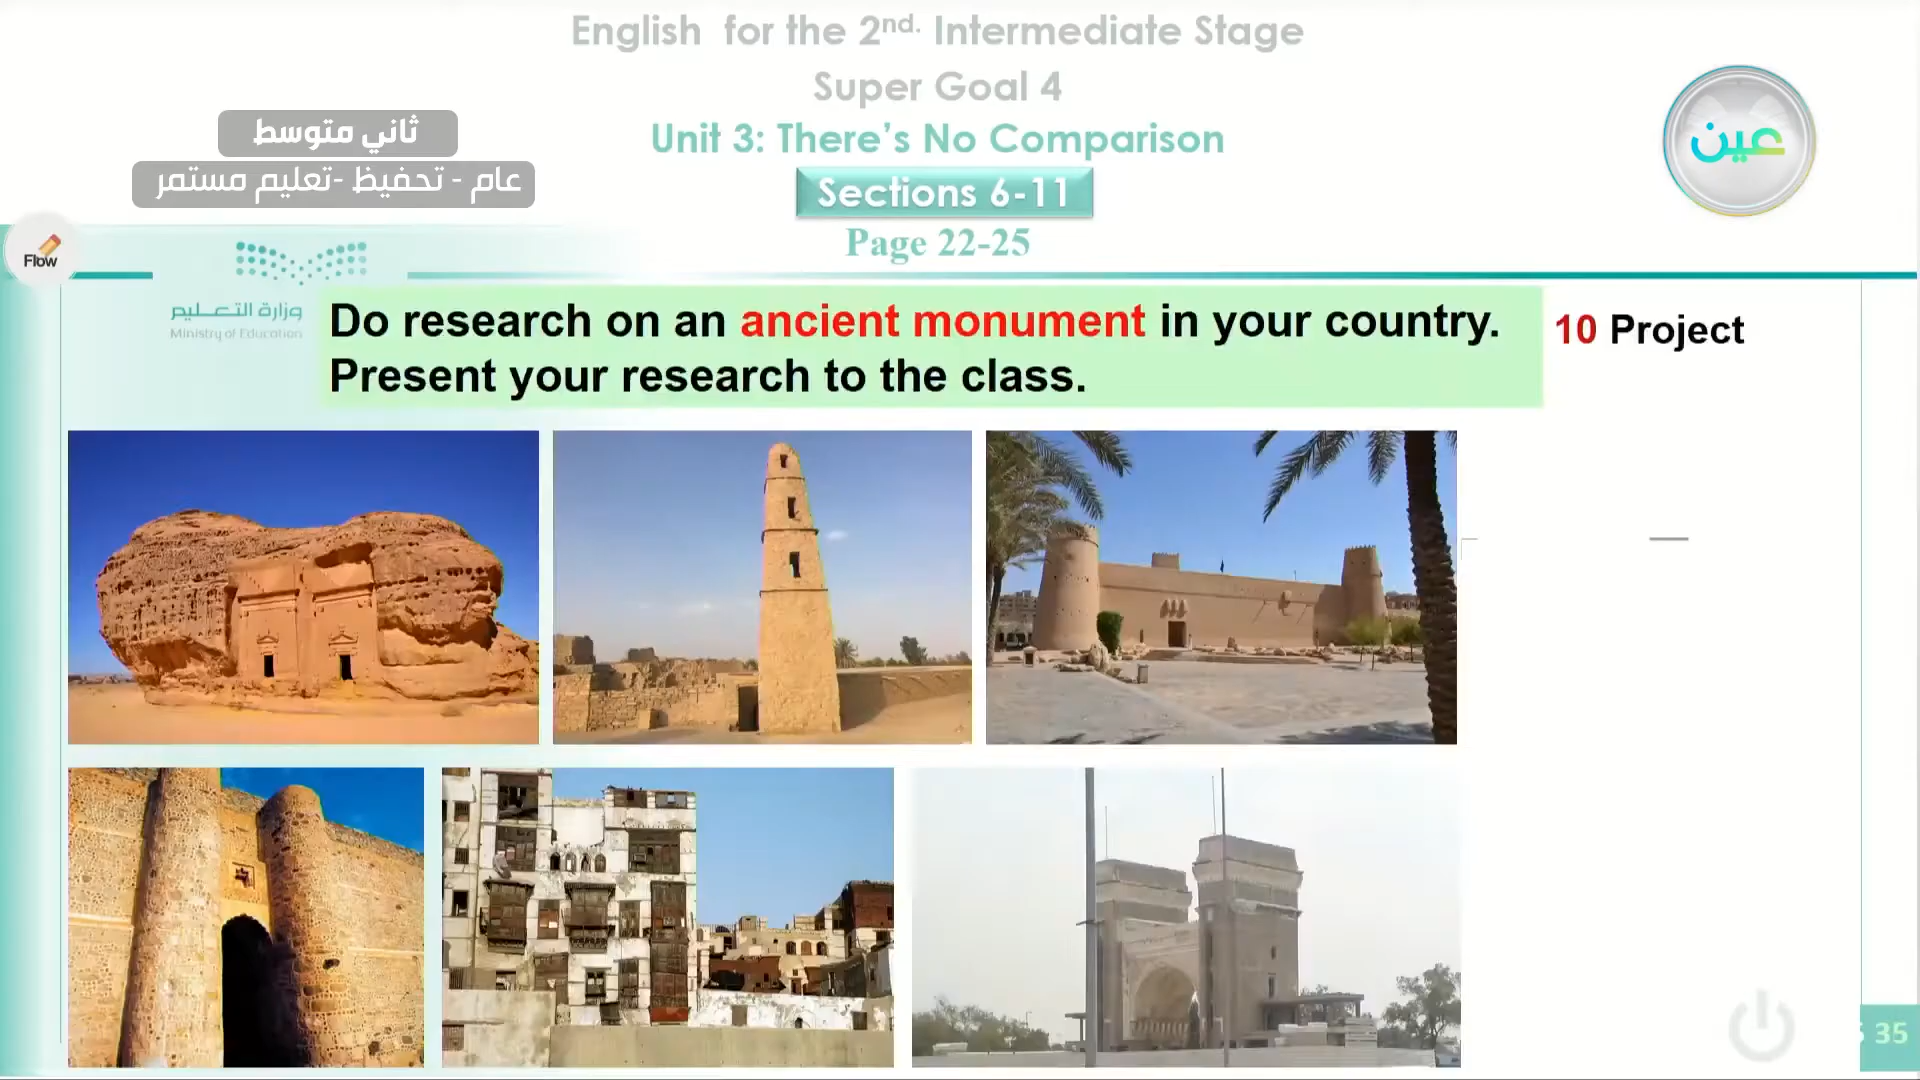 English for the 2nd. Intermediate Stage
Super Goal 4
Unit 3: There's No Comparison
Sections 6-11
Page 22-25
ثاني متوسط
عام - تحفيظ -تعليم مستمر
عين
Flow
وزارة التعليم
Ministry of Education
Do research on an ancient monument in your country.
Present your research to the class.
10 Project
35